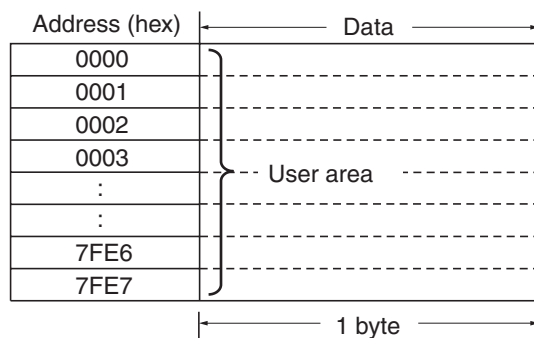 Address (hex) Data
0000
0001
0002
0003
User area
:
:
7FE6
7FE7
1 byte